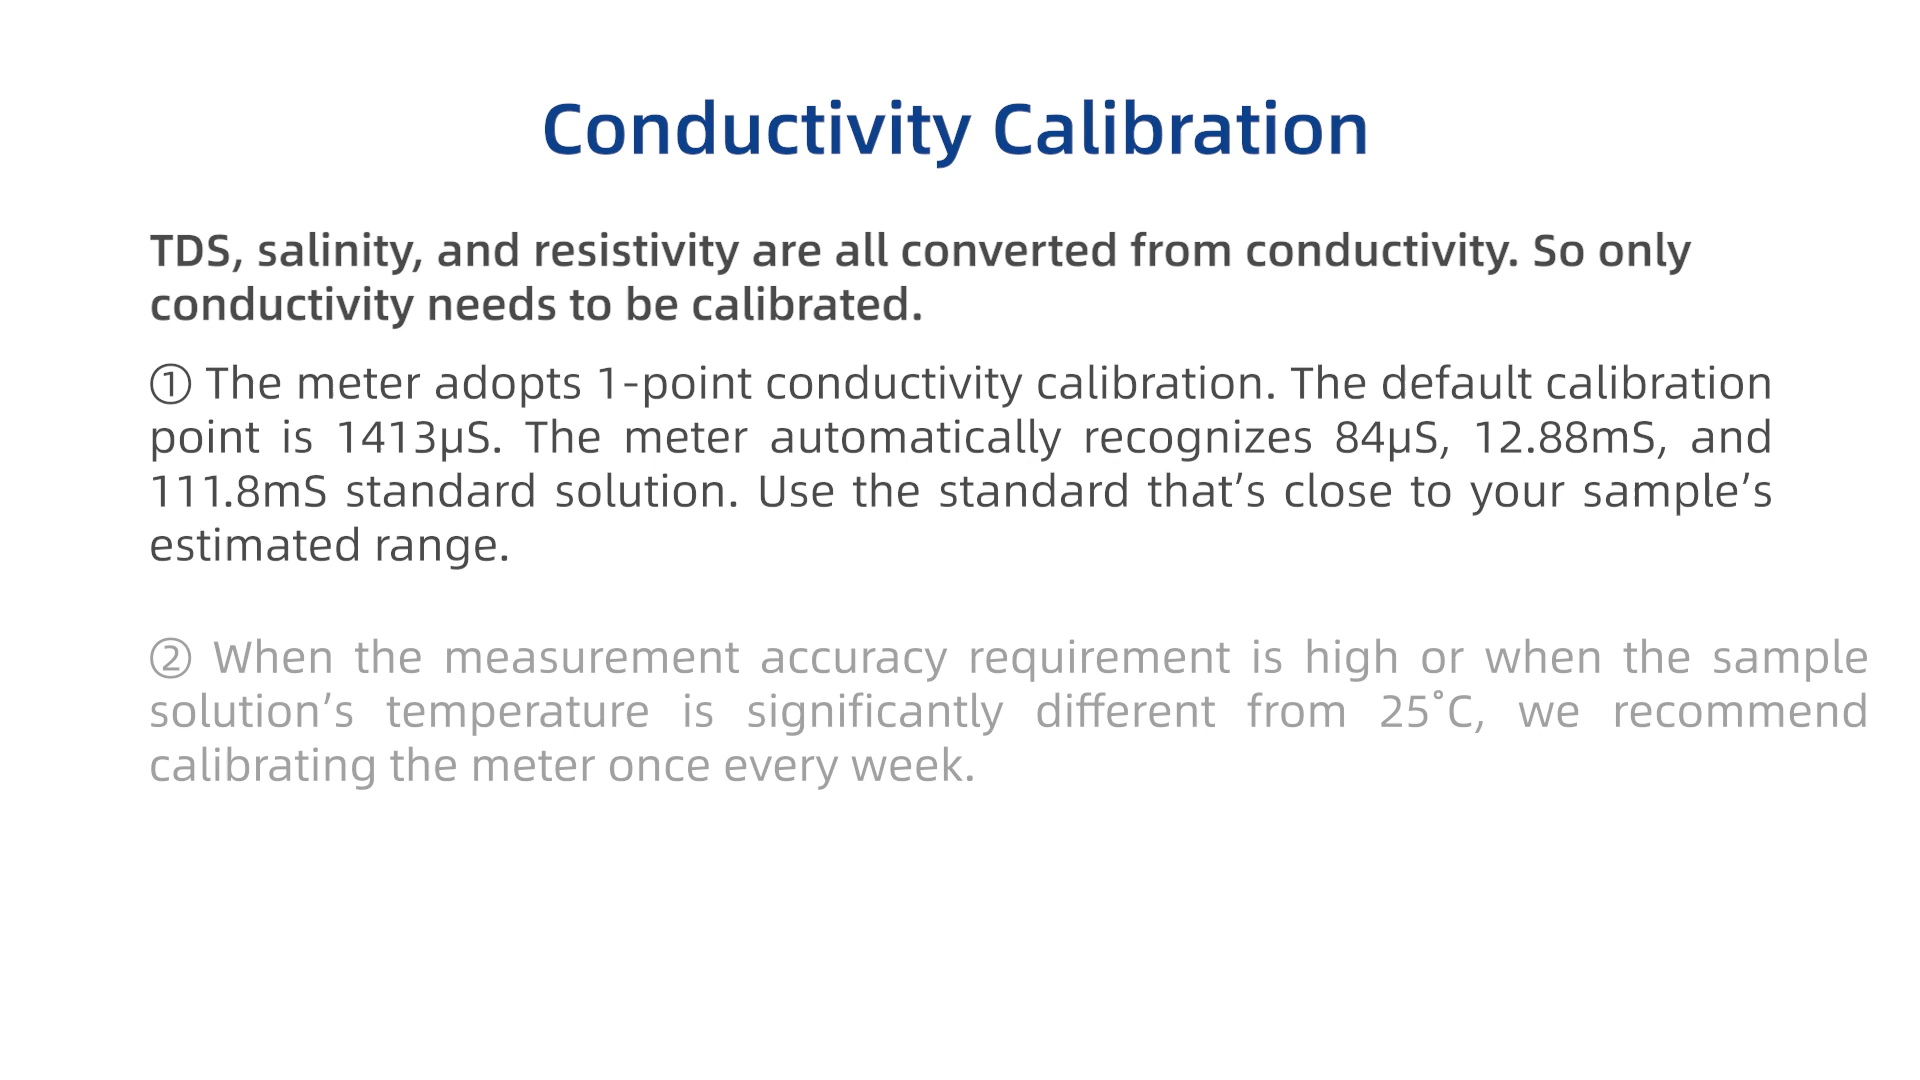 Conductivity Calibration
TDS, salinity, and resistivity are all converted from conductivity. So only
conductivity needs to be calibrated.
① The meter adopts 1-point conductivity calibration. The default calibration
point is 1413µS. The meter automatically recognizes 84µS, 12.88mS, and
111.8mS standard solution. Use the standard that’s close to your sample’s
estimated range.
② When the measurement accuracy requirement is high or when the sample
solution’s temperature is significantly different from 25˚C, we recommend
calibrating the meter once every week.